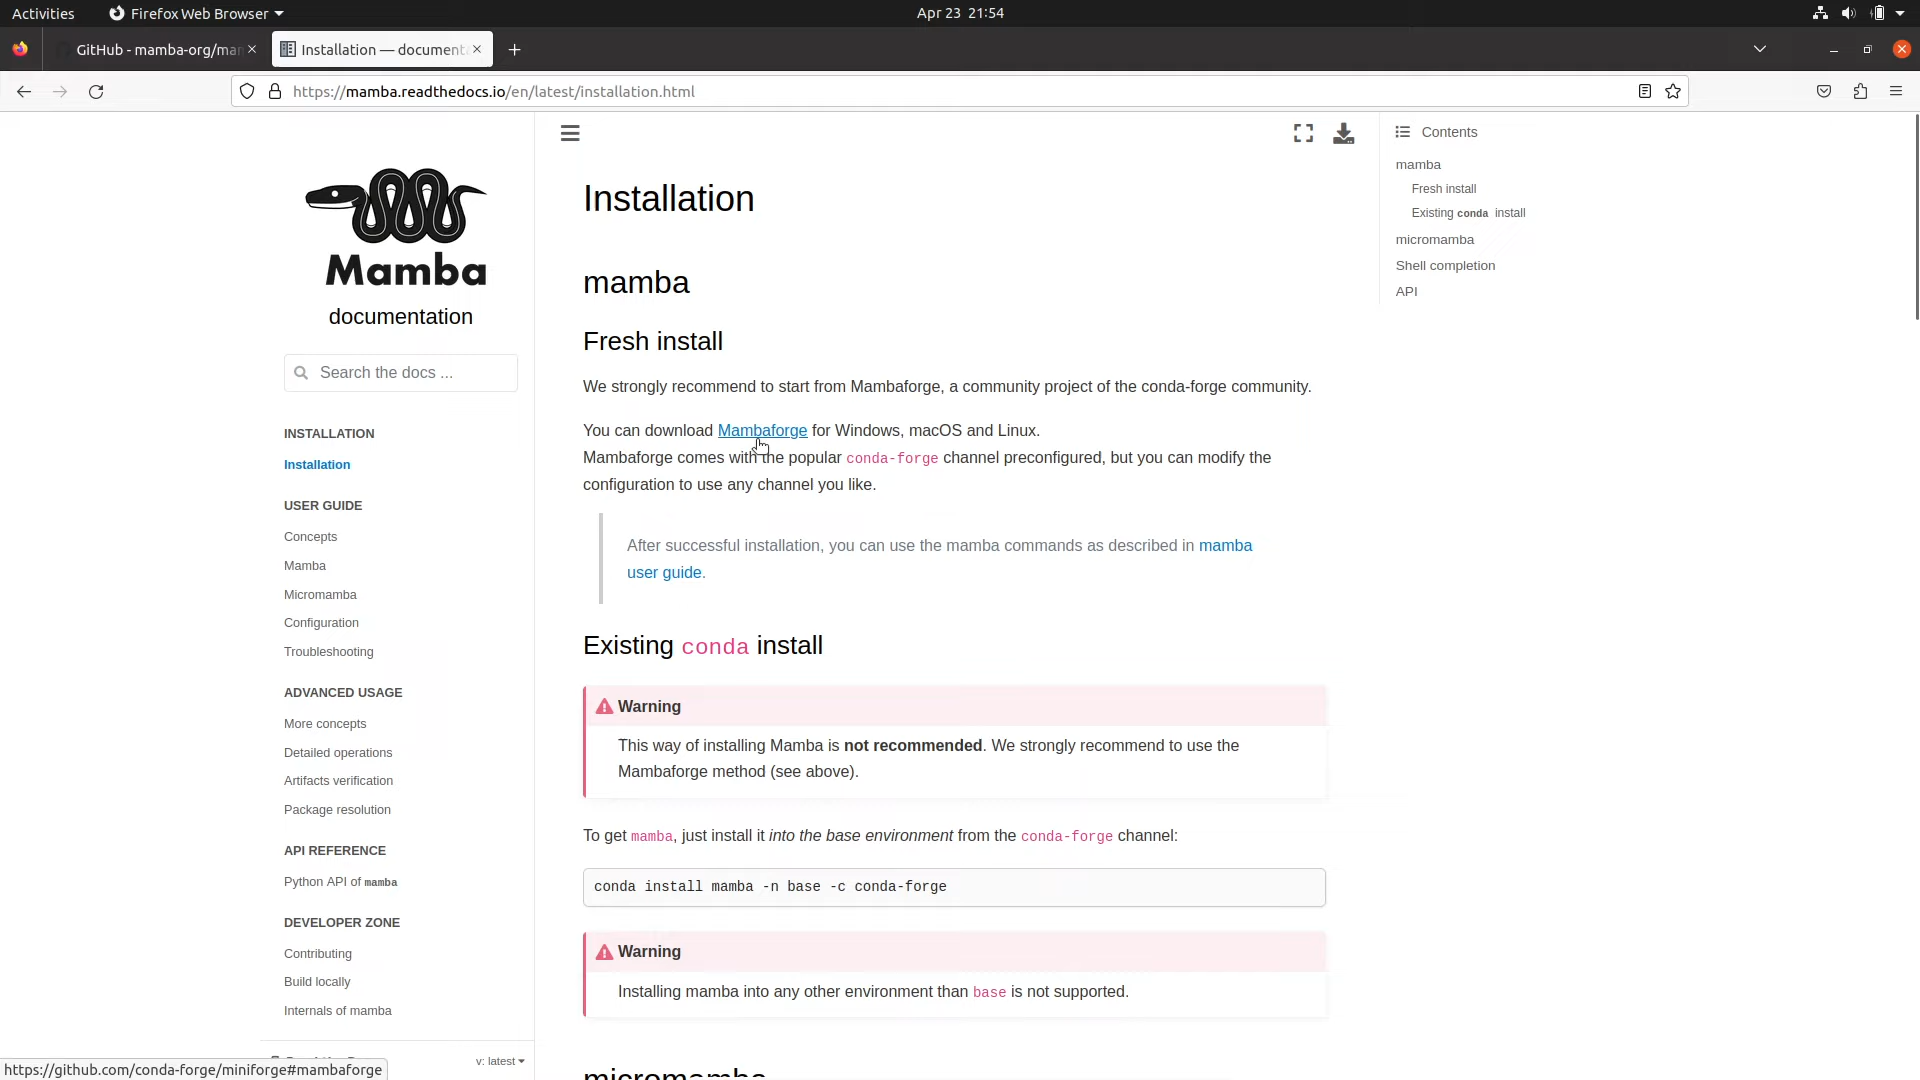 Activities
Firefox Web Browser
Apr 23 21:54
GitHub - mamba-org/mar
Installation — document
https://mamba.readthedocs.io/en/latest/installation.html
Mamba
documentation
Search the docs ...
INSTALLATION
Installation
USER GUIDE
Concepts
Mamba
Micromamba
Configuration
Troubleshooting
ADVANCED USAGE
More concepts
Detailed operations
Artifacts verification
Package resolution
API REFERENCE
Python API of mamba
DEVELOPER ZONE
Contributing
Build locally
Internals of mamba
v: latest
https://github.com/conda-forge/miniforge#mambaforge
Installation
mamba
Fresh install
We strongly recommend to start from Mambaforge, a community project of the conda-forge community.
You can download Mambaforge for Windows, macOS and Linux.
Mambaforge comes with the popular conda-forge channel preconfigured, but you can modify the
configuration to use any channel you like.
After successful installation, you can use the mamba commands as described in mamba
user guide.
Existing conda install
Warning
This way of installing Mamba is not recommended. We strongly recommend to use the
Mambaforge method (see above).
To get mamba, just install it into the base environment from the conda-forge channel:
conda install mamba -n base -c conda-forge
Warning
Installing mamba into any other environment than base is not supported.
micromamba
Contents
mamba
Fresh install
Existing conda install
micromamba
Shell completion
API